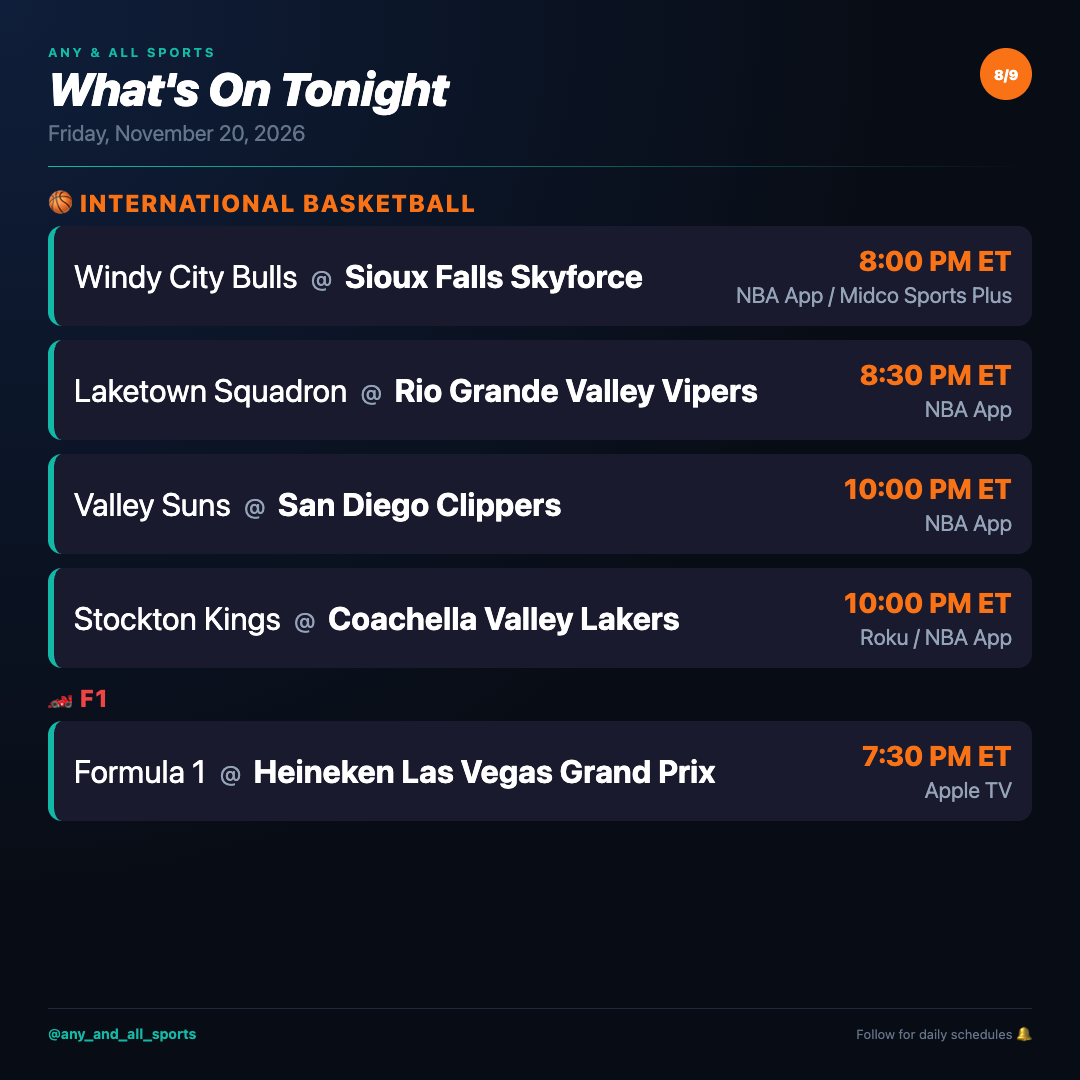 ANY & ALL SPORTS
What's On Tonight
Friday, November 20, 2026
8/9
🏀 INTERNATIONAL BASKETBALL
Windy City Bulls @ Sioux Falls Skyforce
8:00 PM ET
NBA App / Midco Sports Plus
Laketown Squadron @ Rio Grande Valley Vipers
8:30 PM ET
NBA App
Valley Suns @ San Diego Clippers
10:00 PM ET
NBA App
Stockton Kings @ Coachella Valley Lakers
10:00 PM ET
Roku / NBA App
🏎️ F1
Formula 1 @ Heineken Las Vegas Grand Prix
7:30 PM ET
Apple TV
@any_and_all_sports
Follow for daily schedules 🔔